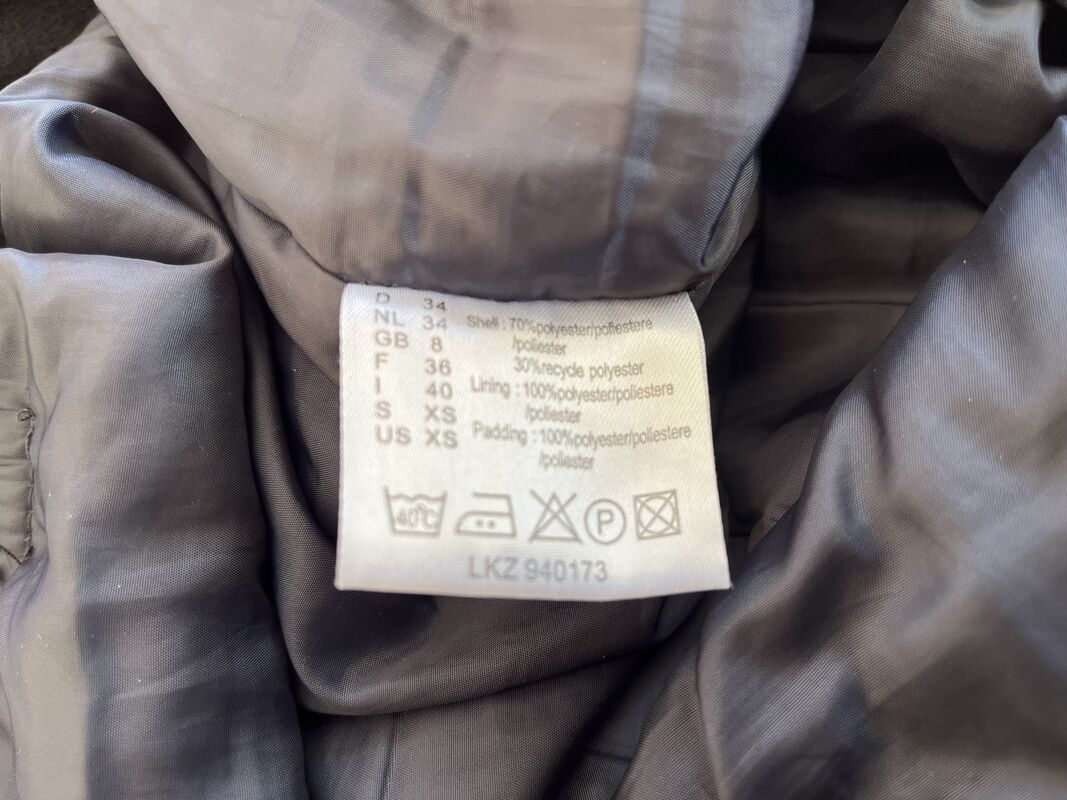 D 34
NL 34
GB 8
F 36
I 40
S XS
US XS
Shell : 70%polyester/poliestere
/poliester
30%recycle polyester
Lining : 100%polyester/poliestere
/poliester
Padding : 100%polyester/poliestere
/poliester
40°C
P
LKZ 940173